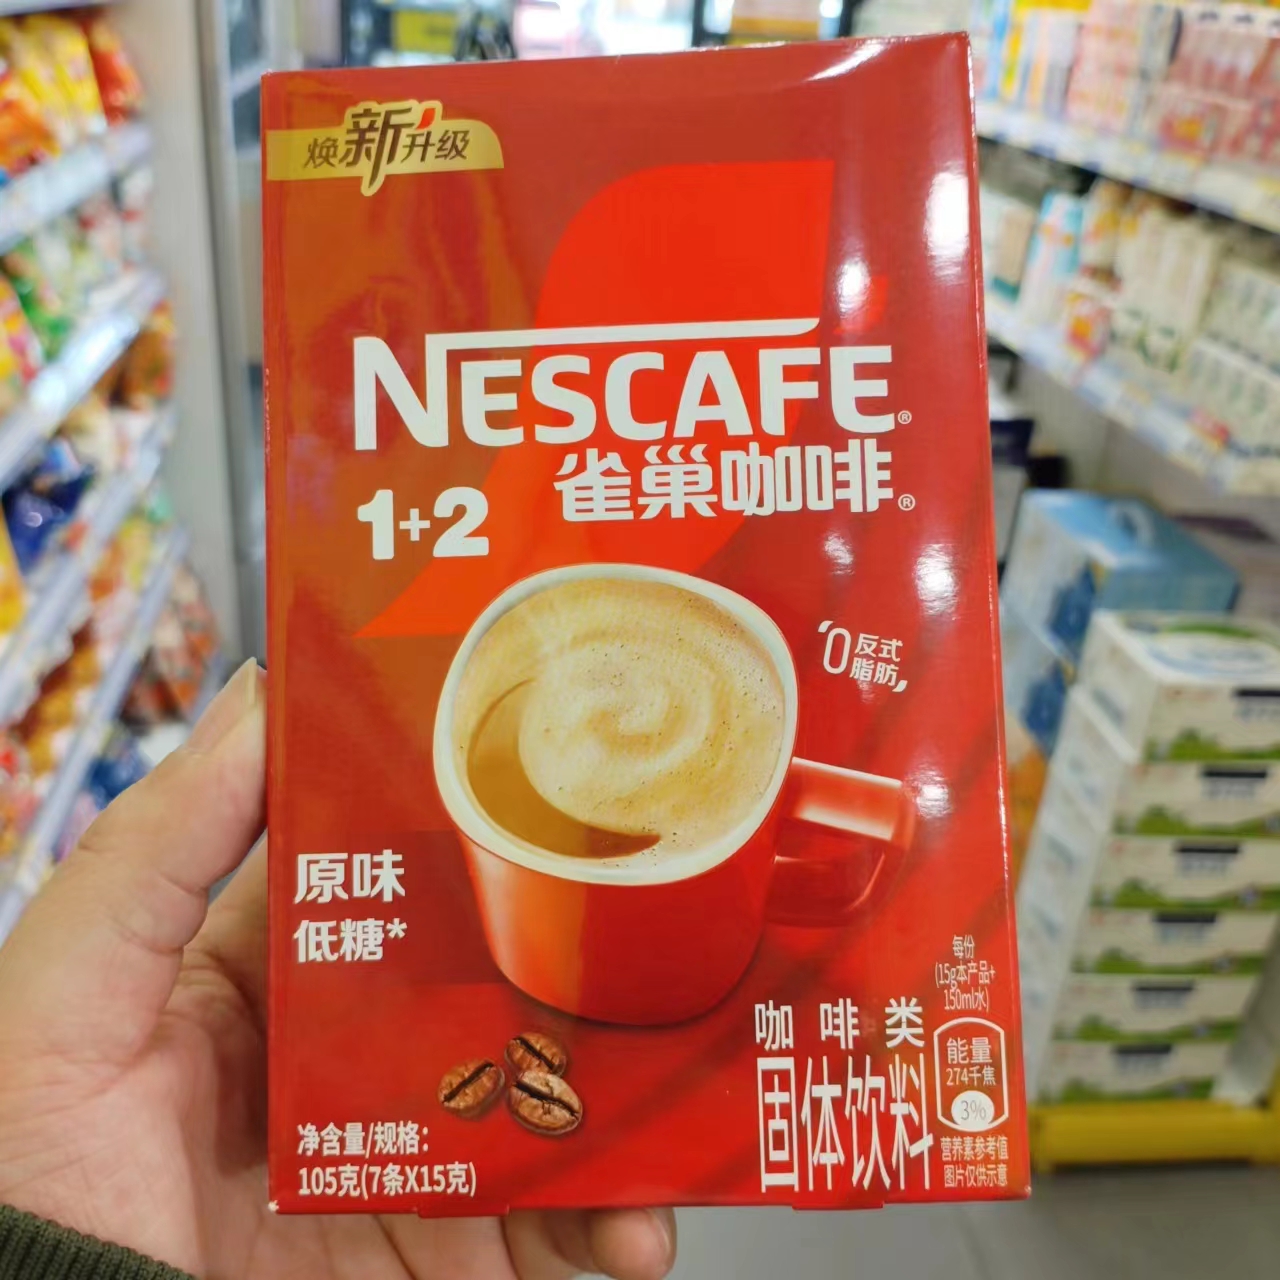 焕新升级
NESCAFE®
雀巢咖啡®
1+2
‘0反式
脂肪’
原味
低糖*
每份
(15g本产品+
150ml水)
咖啡类
固体饮料
能量
274千焦
3%
营养素参考值
图片仅供示意
净含量/规格：
105克(7条X15克)